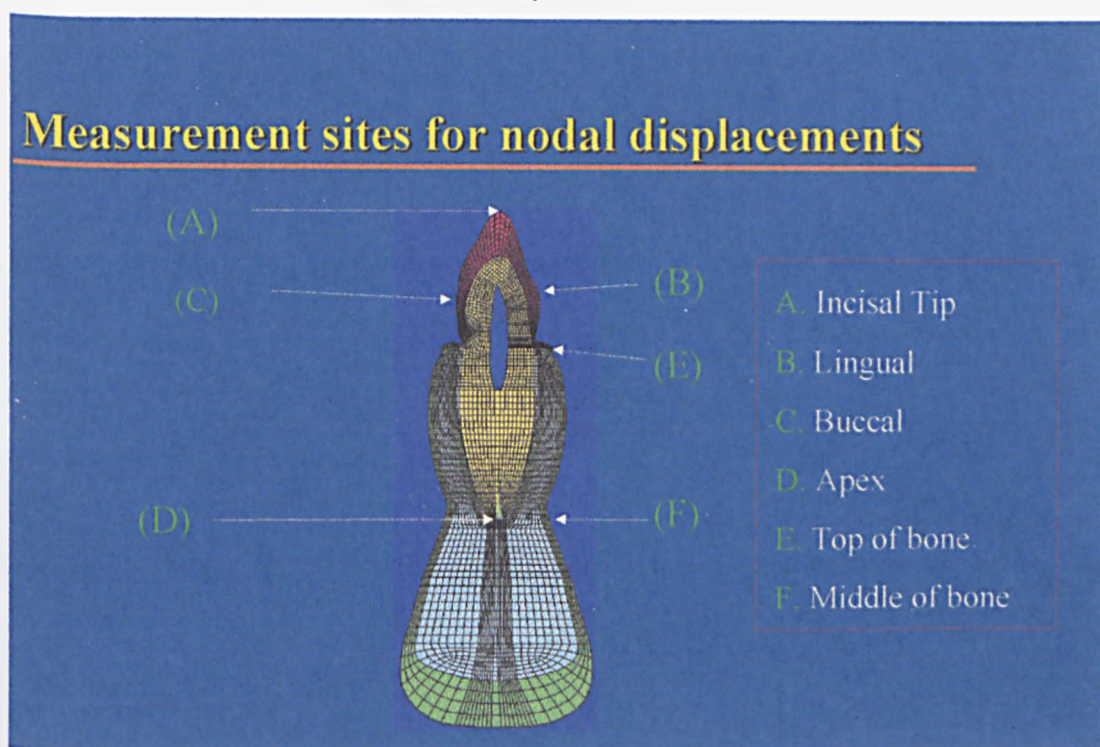 Measurement sites for nodal displacements
(A)
(C)
(B)
(E)
(D)
(F)
A. Incisal Tip
B. Lingual
C. Buccal
D. Apex
E. Top of bone
F. Middle of bone